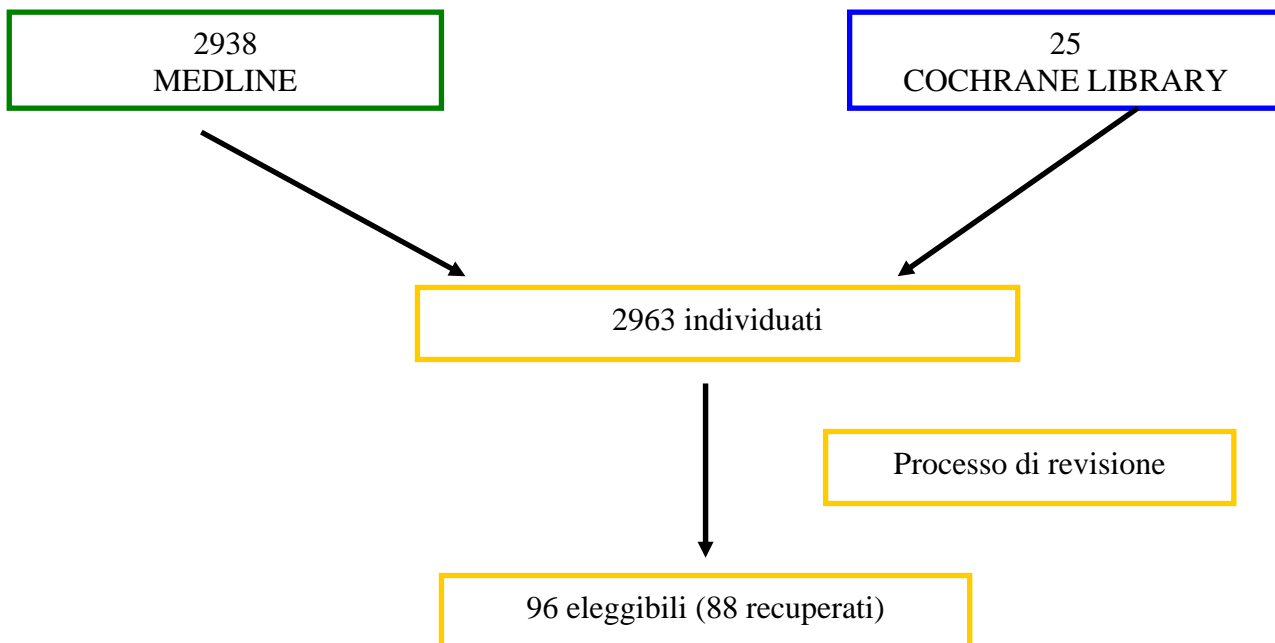 2938
MEDLINE
25
COCHRANE LIBRARY
2963 individuati
Processo di revisione
96 eleggibili (88 recuperati)